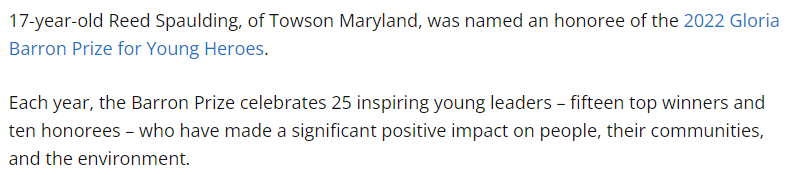 17-year-old Reed Spaulding, of Towson Maryland, was named an honoree of the 2022 Gloria
Barron Prize for Young Heroes.
Each year, the Barron Prize celebrates 25 inspiring young leaders – fifteen top winners and
ten honorees – who have made a significant positive impact on people, their communities,
and the environment.